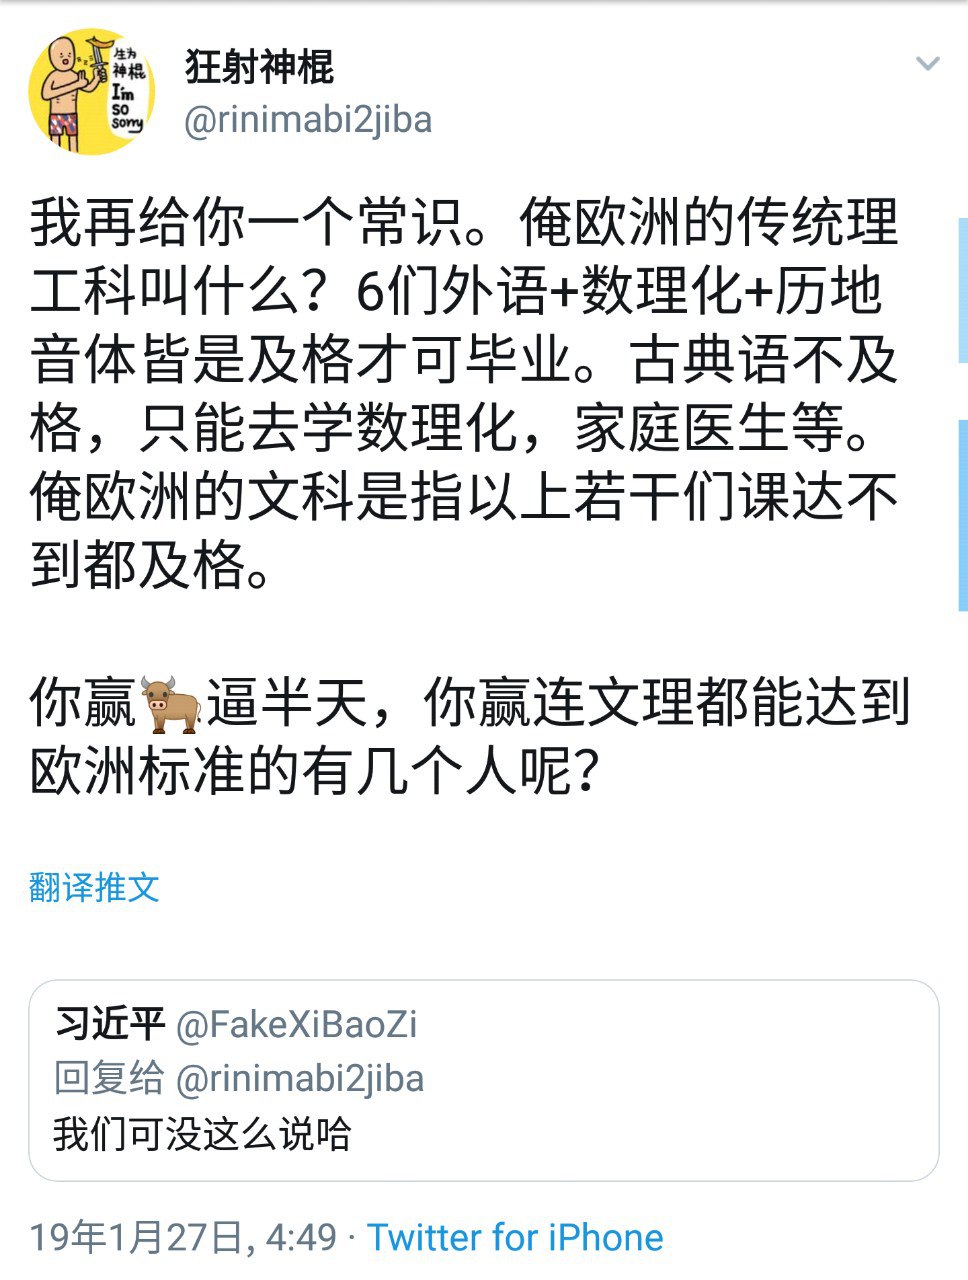 生为
神棍
I'm
so
sorry
狂射神棍
@rinimabi2jiba
我再给你一个常识。俺欧洲的传统理
工科叫什么？6们外语+数理化+历地
音体皆是及格才可毕业。古典语不及
格，只能去学数理化，家庭医生等。
俺欧洲的文科是指以上若干们课达不
到都及格。
你赢🐂逼半天，你赢连文理都能达到
欧洲标准的有几个人呢？
翻译推文
习近平 @FakeXiBaoZi
回复给 @rinimabi2jiba
我们可没这么说哈
19年1月27日, 4:49 · Twitter for iPhone